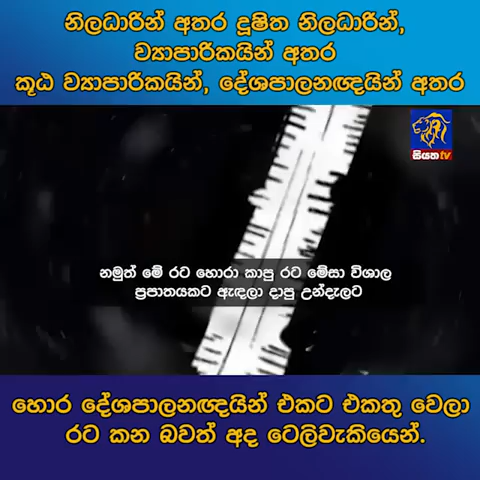 නිලධාරින් අතර දූෂිත නිලධාරින්,
ව්‍යාපාරිකයින් අතර
කූඨ ව්‍යාපාරිකයින්, දේශපාලනඥයින් අතර
සියත tv
නමුත් මේ රට හොරා කාපු රට මේසා විශාල
ප්‍රපාතයකට ඇඳලා දාපු උන්දැලට
හොර දේශපාලනඥයින් එකට එකතු වෙලා
රට කන බවත් අද ටෙලිවැකියෙන්.